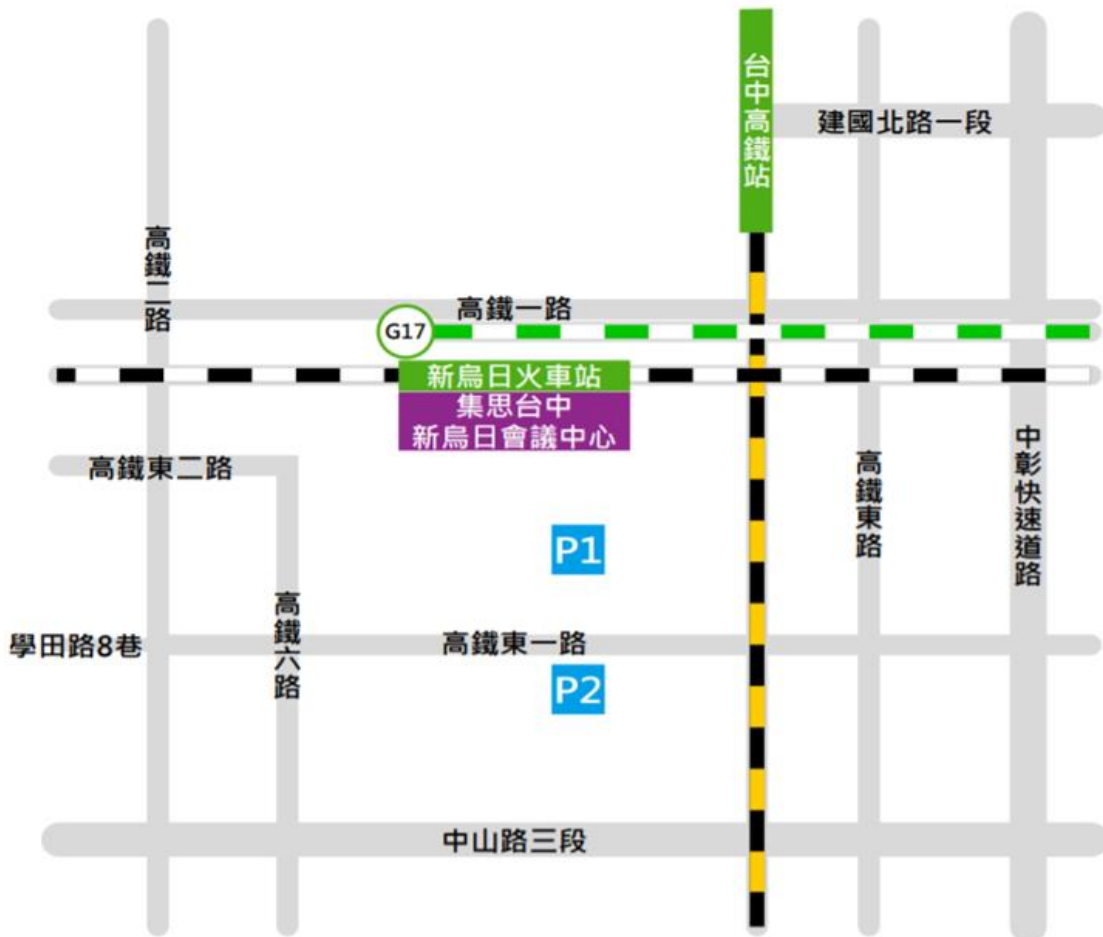 台中高鐵站
建國北路一段
高鐵二路
高鐵一路
G17
新烏日火車站
集思台中
新烏日會議中心
高鐵東二路
高鐵東路
中彰快速道路
P1
高鐵六路
學田路8巷
高鐵東一路
P2
中山路三段